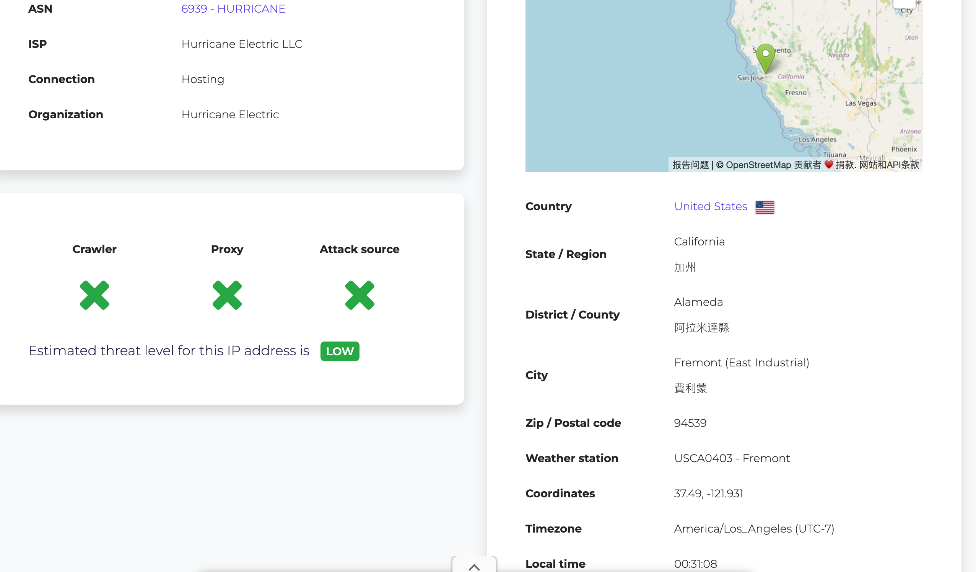 ASN 6939 - HURRICANE
ISP Hurricane Electric LLC
Connection Hosting
Organization Hurricane Electric
Crawler Proxy Attack source
Estimated threat level for this IP address is LOW
City
Utah
Nevada
San Jose
California
Fresno
Las Vegas
Los Angeles
Arizona
Phoenix
Tijuana
Mexicali
报告问题 | © OpenStreetMap 贡献者 ♥ 捐款. 网站和API条款
Country United States
State / Region California
加州
District / County Alameda
阿拉米達縣
City Fremont (East Industrial)
費利蒙
Zip / Postal code 94539
Weather station USCA0403 - Fremont
Coordinates 37.49, -121.931
Timezone America/Los_Angeles (UTC-7)
Local time 00:31:08